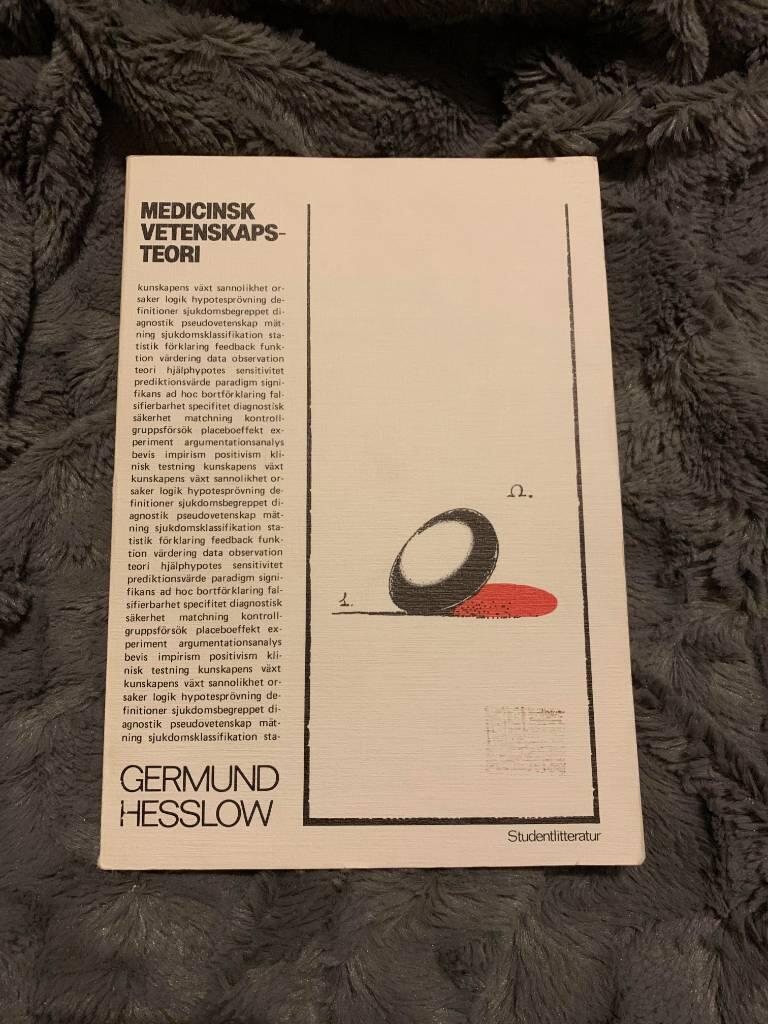 MEDICINSK
VETENSKAPS-
TEORI
kunskapens växt sannolikhet or-
saker logik hypotesprövning de-
finitioner sjukdomsbegreppet di-
agnostik pseudovetenskap mät-
ning sjukdomsklassifikation sta-
tistik förklaring feedback funk-
tion värdering data observation
teori hjälphypotes sensitivitet
prediktionsvärde paradigm signi-
fikans ad hoc bortförklaring fal-
sifierbarhet specifitet diagnostisk
säkerhet matchning kontroll-
gruppsförsök placeboeffekt ex-
periment argumentationsanalys
bevis impirism positivism kli-
nisk testning kunskapens växt
kunskapens växt sannolikhet or-
saker logik hypotesprövning de-
finitioner sjukdomsbegreppet di-
agnostik pseudovetenskap mät-
ning sjukdomsklassifikation sta-
tistik förklaring feedback funk-
tion värdering data observation
teori hjälphypotes sensitivitet
prediktionsvärde paradigm signi-
fikans ad hoc bortförklaring fal-
sifierbarhet specifitet diagnostisk
säkerhet matchning kontroll-
gruppsförsök placeboeffekt ex-
periment argumentationsanalys
bevis impirism positivism kli-
nisk testning kunskapens växt
kunskapens växt sannolikhet or-
saker logik hypotesprövning de-
finitioner sjukdomsbegreppet di-
agnostik pseudovetenskap mät-
ning sjukdomsklassifikation sta-
GERMUND
HESSLOW
Ω.
1.
Studentlitteratur